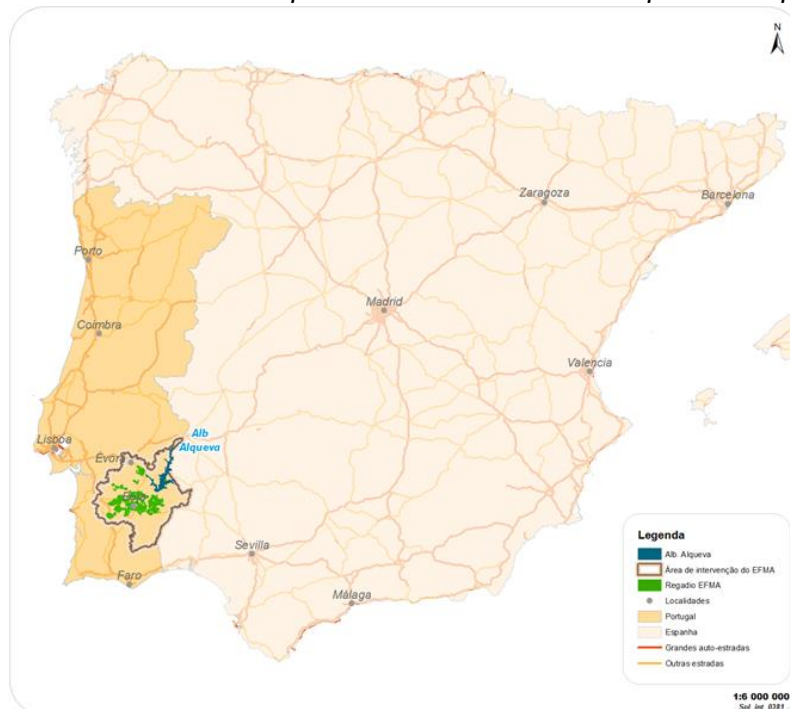 N
Zaragoza
Barcelona
Porto
Madrid
Coimbra
Valencia
Alb
Alqueva
Lisboa
Évora
Sevilla
Faro
Málaga
Legenda
Alb. Alqueva
Área de intervenção do EFMA
Regadio EFMA
Localidades
Portugal
Espanha
Grandes auto-estradas
Outras estradas
1:6 000 000